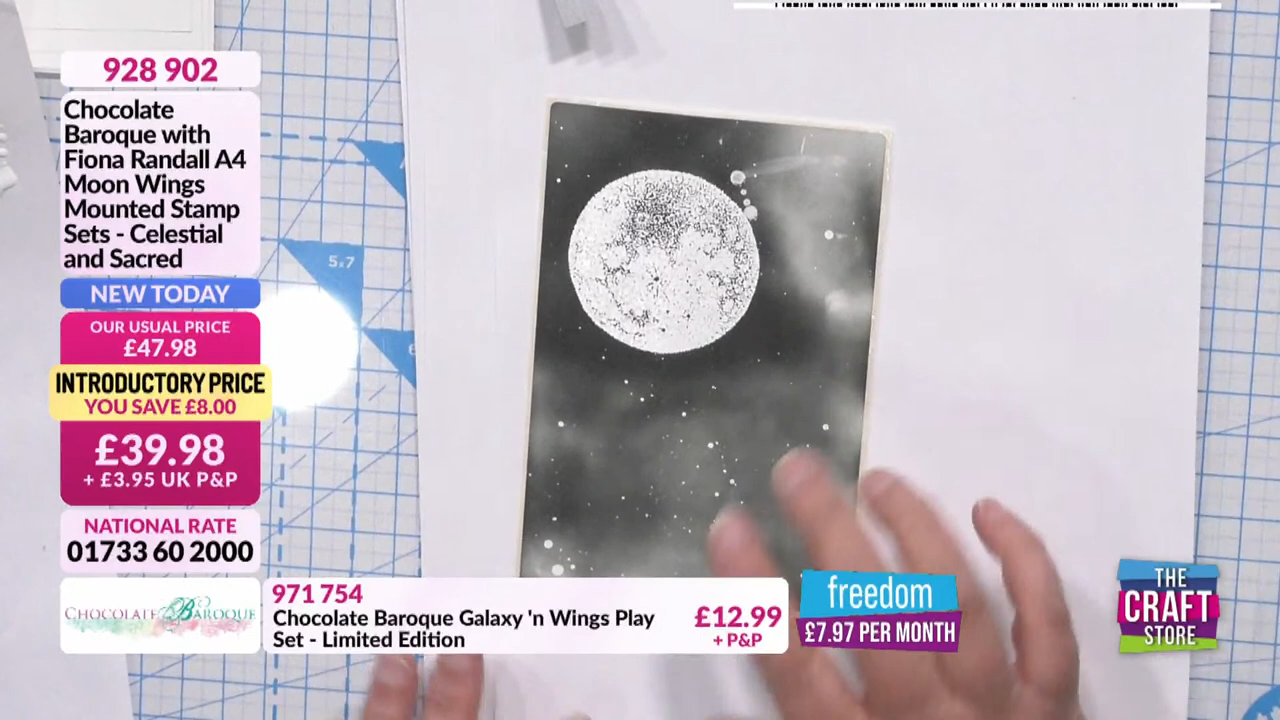 928 902
Chocolate
Baroque with
Fiona Randall A4
Moon Wings
Mounted Stamp
Sets - Celestial
and Sacred
NEW TODAY
OUR USUAL PRICE
£47.98
INTRODUCTORY PRICE
YOU SAVE £8.00
£39.98
+ £3.95 UK P&P
NATIONAL RATE
01733 60 2000
CHOCOLATE BAROQUE
971 754
Chocolate Baroque Galaxy 'n Wings Play
Set - Limited Edition
£12.99
+ P&P
freedom
£7.97 PER MONTH
THE
CRAFT
STORE
5x7